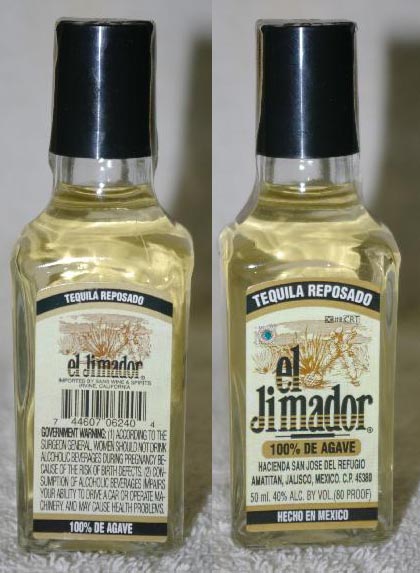 TEQUILA REPOSADO
el Jimador®
IMPORTED BY SANS WINE & SPIRITS
IRVINE, CALIFORNIA
7 44607 06240 4
GOVERNMENT WARNING: (1) ACCORDING TO THE
SURGEON GENERAL, WOMEN SHOULD NOT DRINK
ALCOHOLIC BEVERAGES DURING PREGNANCY BE-
CAUSE OF THE RISK OF BIRTH DEFECTS. (2) CON-
SUMPTION OF ALCOHOLIC BEVERAGES IMPAIRS
YOUR ABILITY TO DRIVE A CAR OR OPERATE MA-
CHINERY AND MAY CAUSE HEALTH PROBLEMS.
100% DE AGAVE
TEQUILA REPOSADO
CRT
el
Jimador®
100% DE AGAVE
HACIENDA SAN JOSE DEL REFUGIO
AMATITAN, JALISCO, MEXICO. C.P. 45380
50 ml. 40% ALC. BY VOL. (80 PROOF)
HECHO EN MEXICO